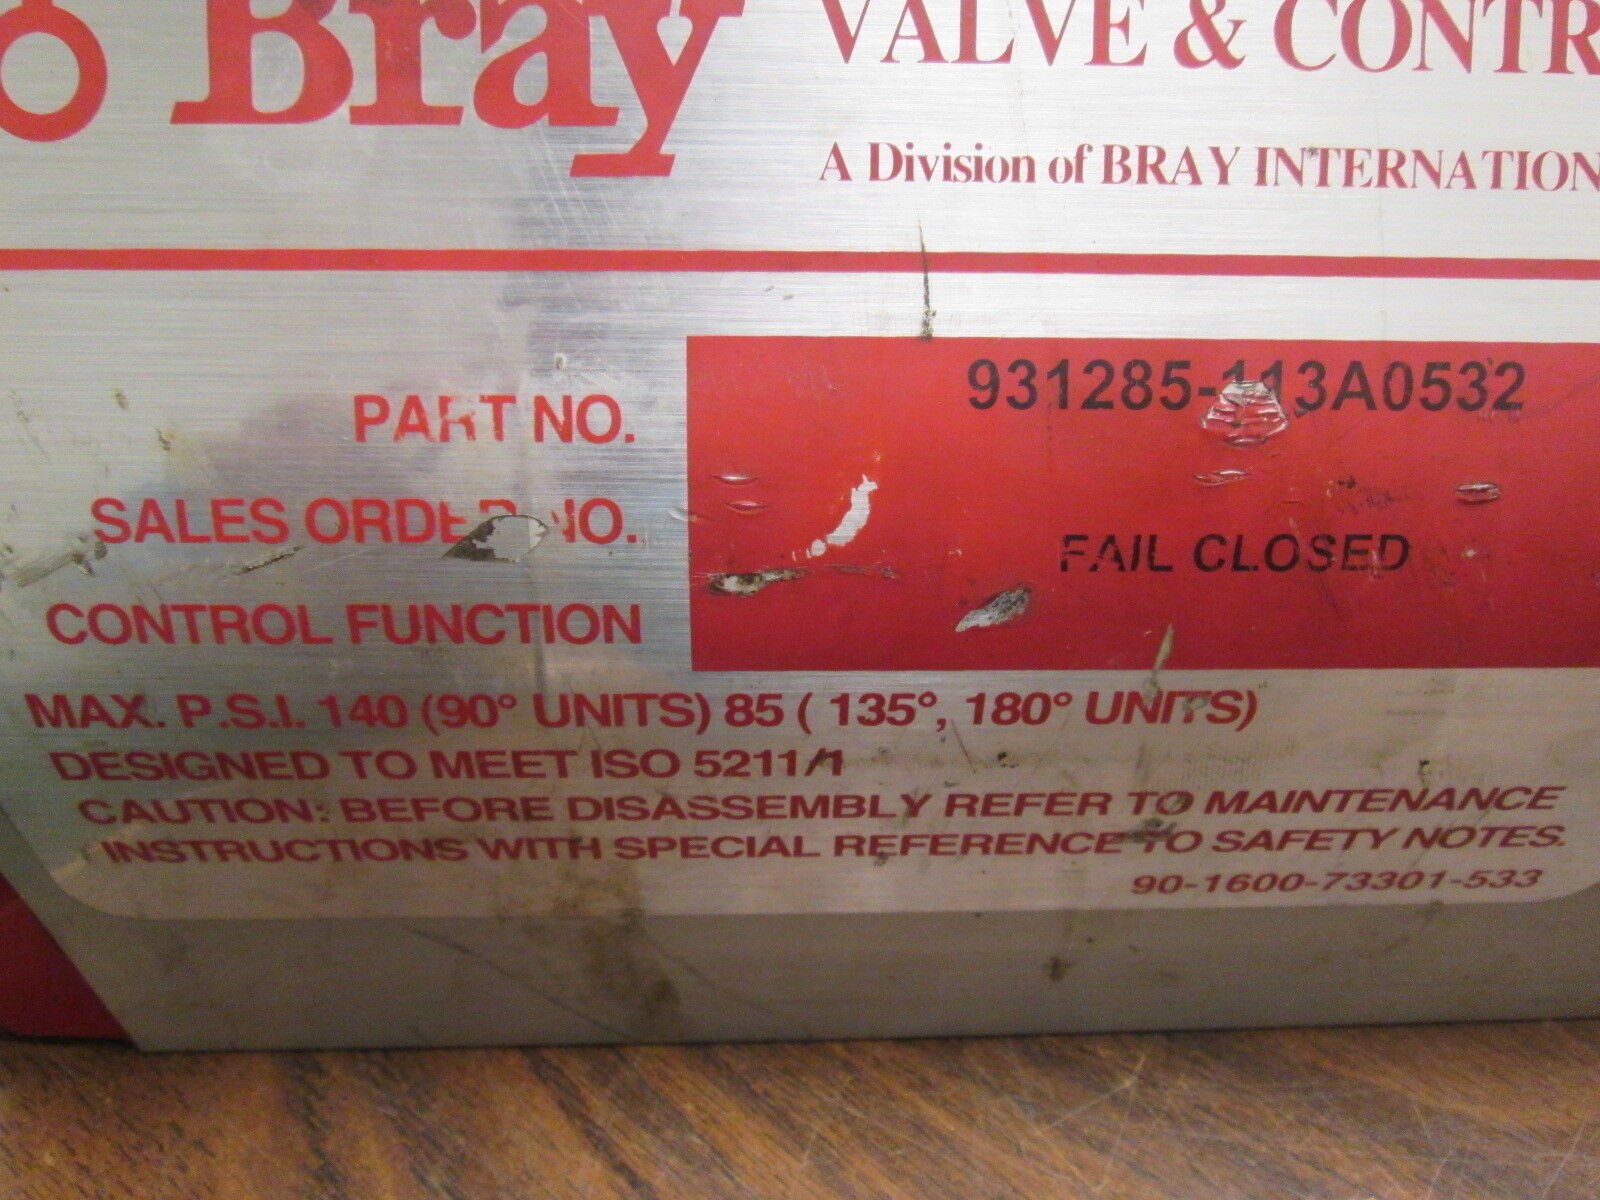 Bray VALVE & CONTR
A Division of BRAY INTERNATION
PART NO. 931285-113A0532
SALES ORDER NO.
FAIL CLOSED
CONTROL FUNCTION
MAX. P.S.I. 140 (90° UNITS) 85 ( 135°, 180° UNITS)
DESIGNED TO MEET ISO 5211/1
CAUTION: BEFORE DISASSEMBLY REFER TO MAINTENANCE
INSTRUCTIONS WITH SPECIAL REFERENCE TO SAFETY NOTES.
90-1600-73301-533